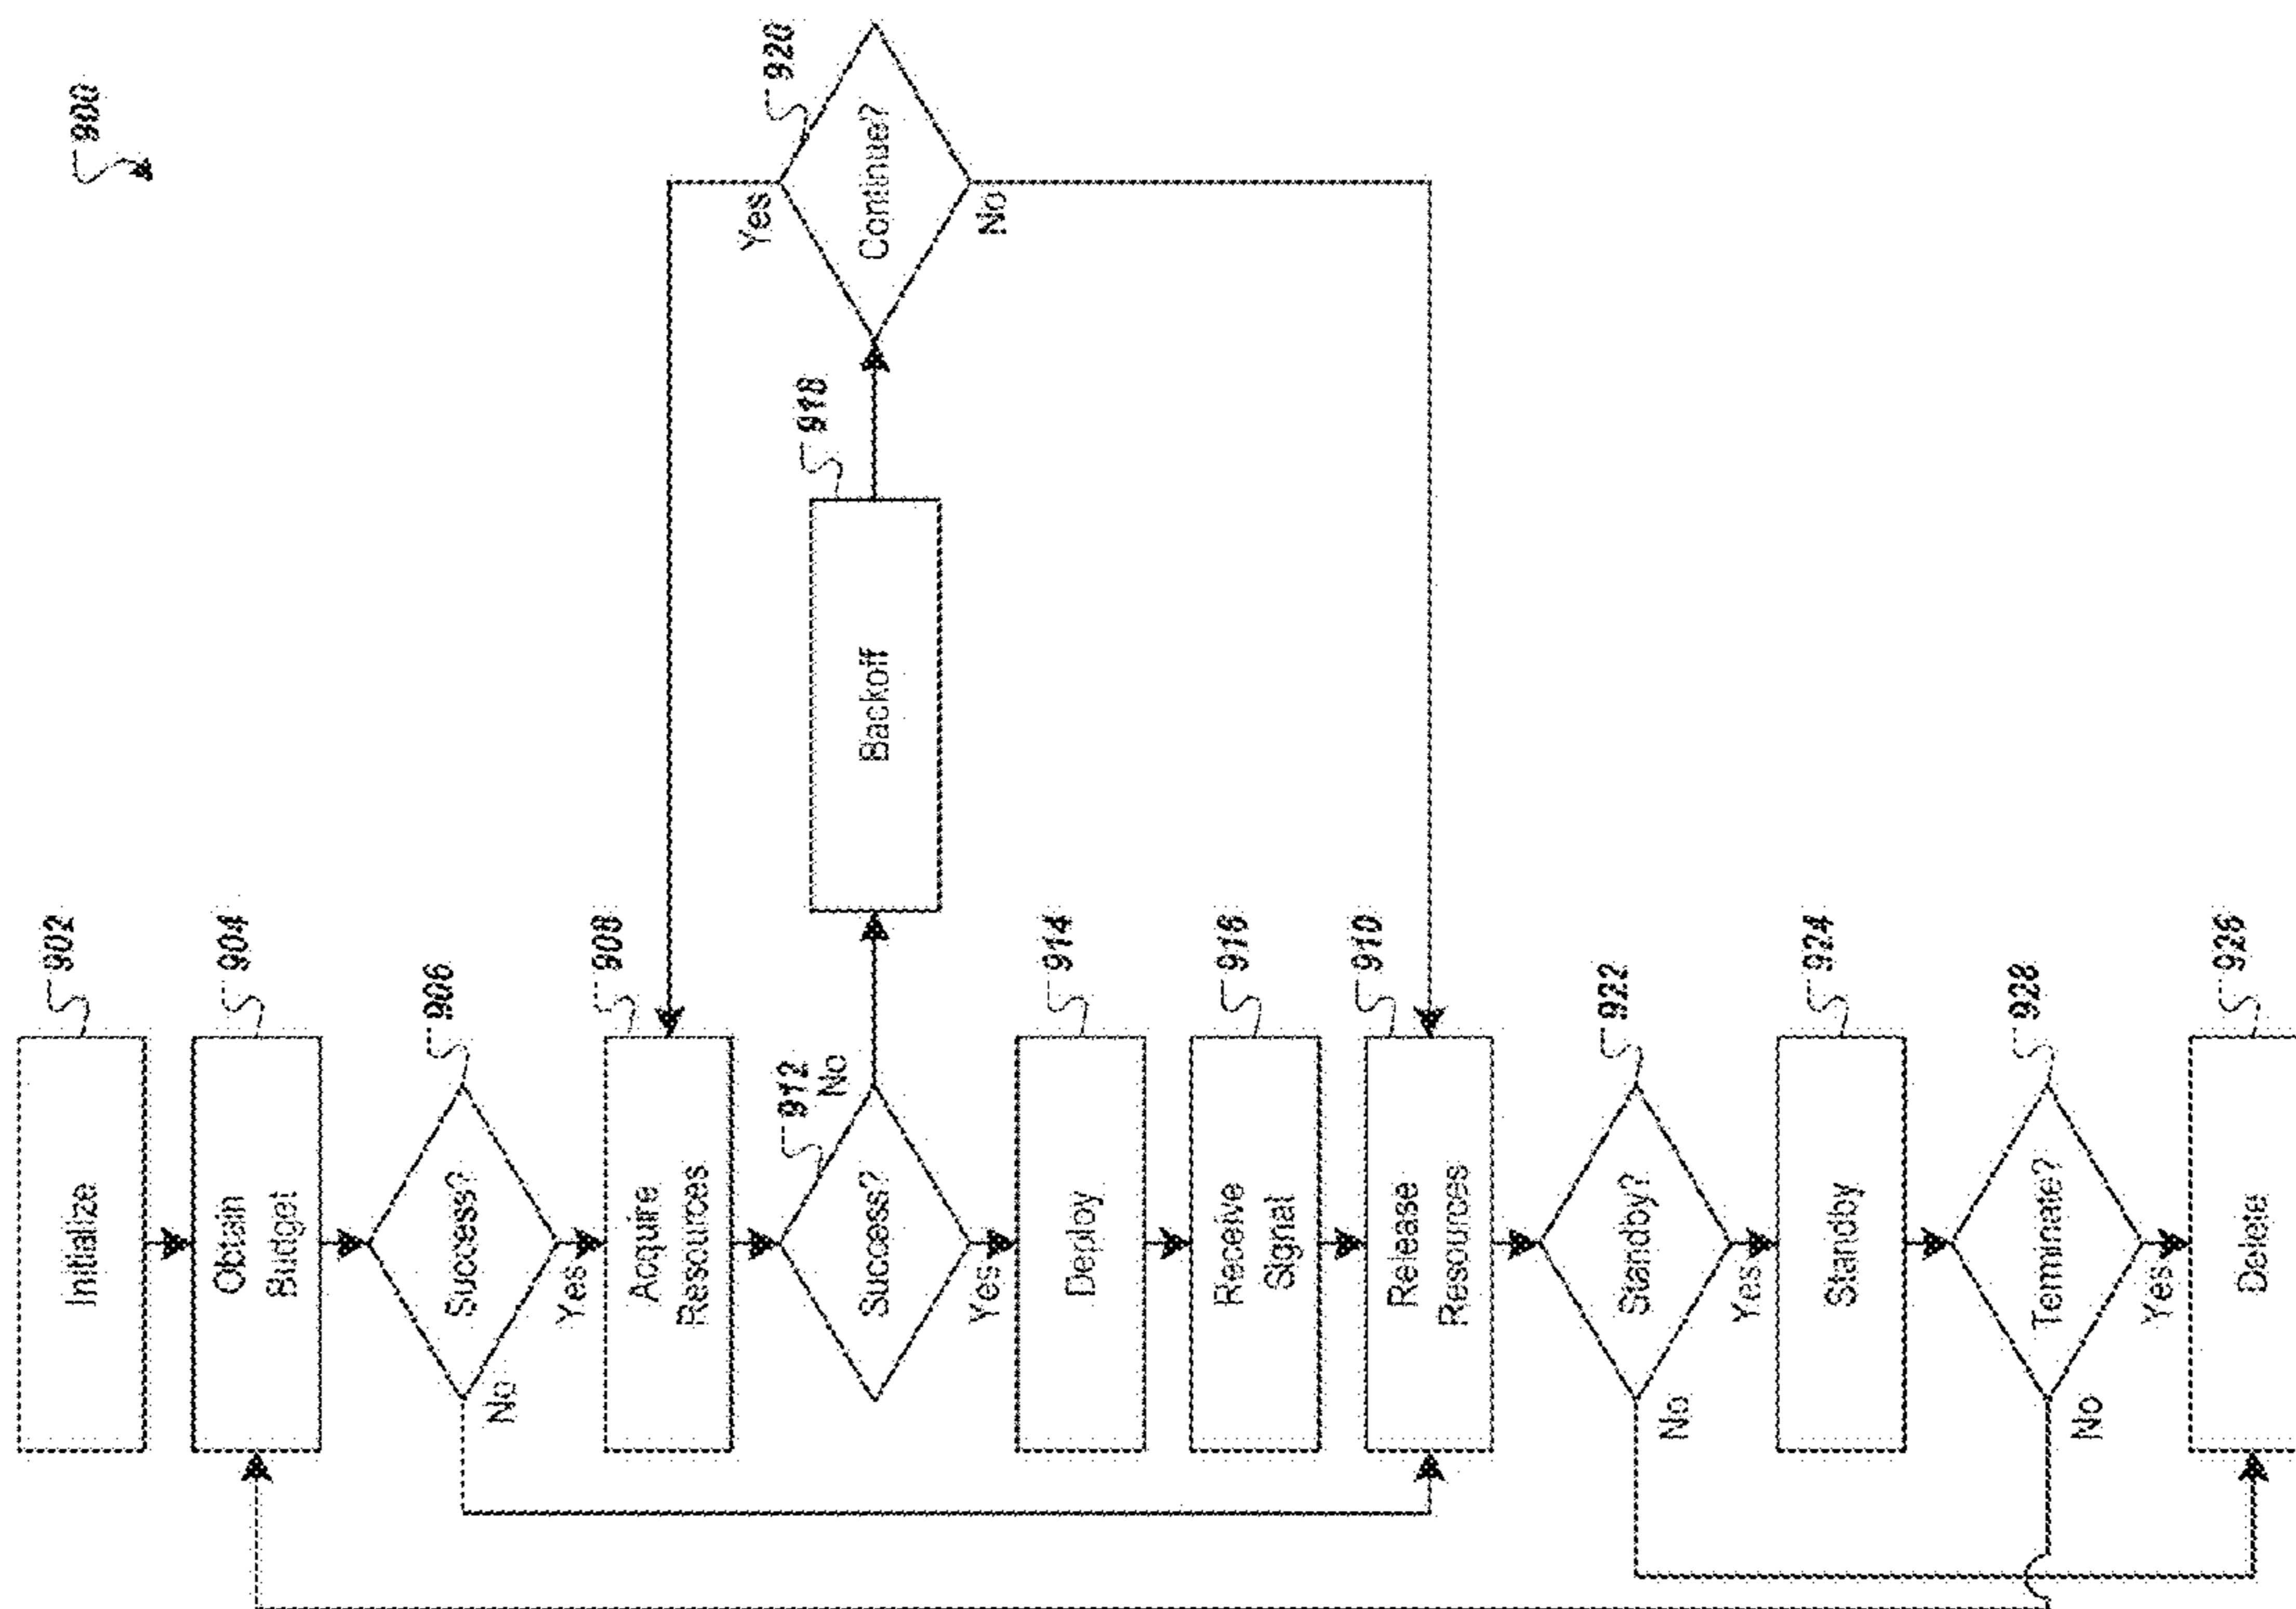 900
Initialize
902
Obtain
Budget
904
Success?
906
No
Yes
Acquire
Resources
908
Success?
912
No
Yes
Backoff
918
Continue?
920
Yes
No
Deploy
914
Receive
Signal
916
Release
Resources
910
Standby?
922
No
Yes
Standby
924
Teminate?
928
No
Yes
Delete
926